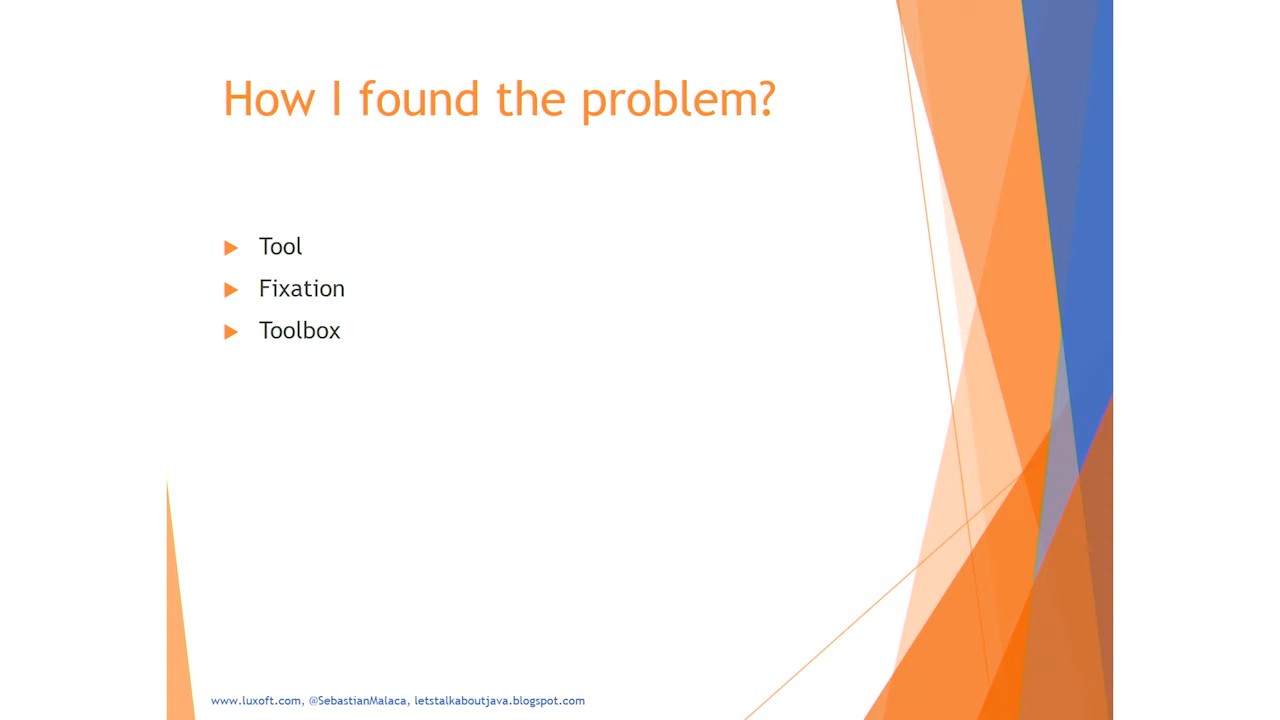 How I found the problem?
Tool
Fixation
Toolbox
www.luxoft.com, @SebastianMalaca, letstalkaboutjava.blogspot.com